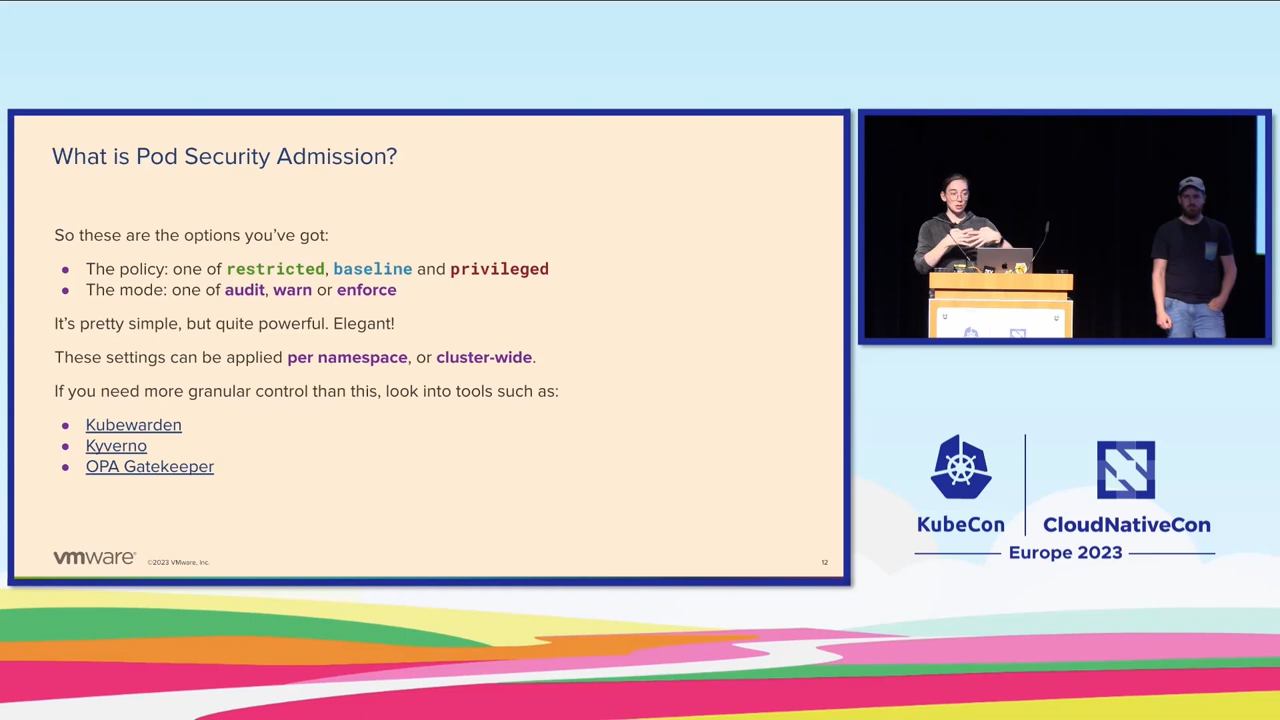 What is Pod Security Admission?
So these are the options you've got:
● The policy: one of restricted, baseline and privileged
● The mode: one of audit, warn or enforce
It's pretty simple, but quite powerful. Elegant!
These settings can be applied per namespace, or cluster-wide.
If you need more granular control than this, look into tools such as:
● Kubewarden
● Kyverno
● OPA Gatekeeper
vmware®
©2023 VMware, Inc.
12
KubeCon
CloudNativeCon
Europe 2023